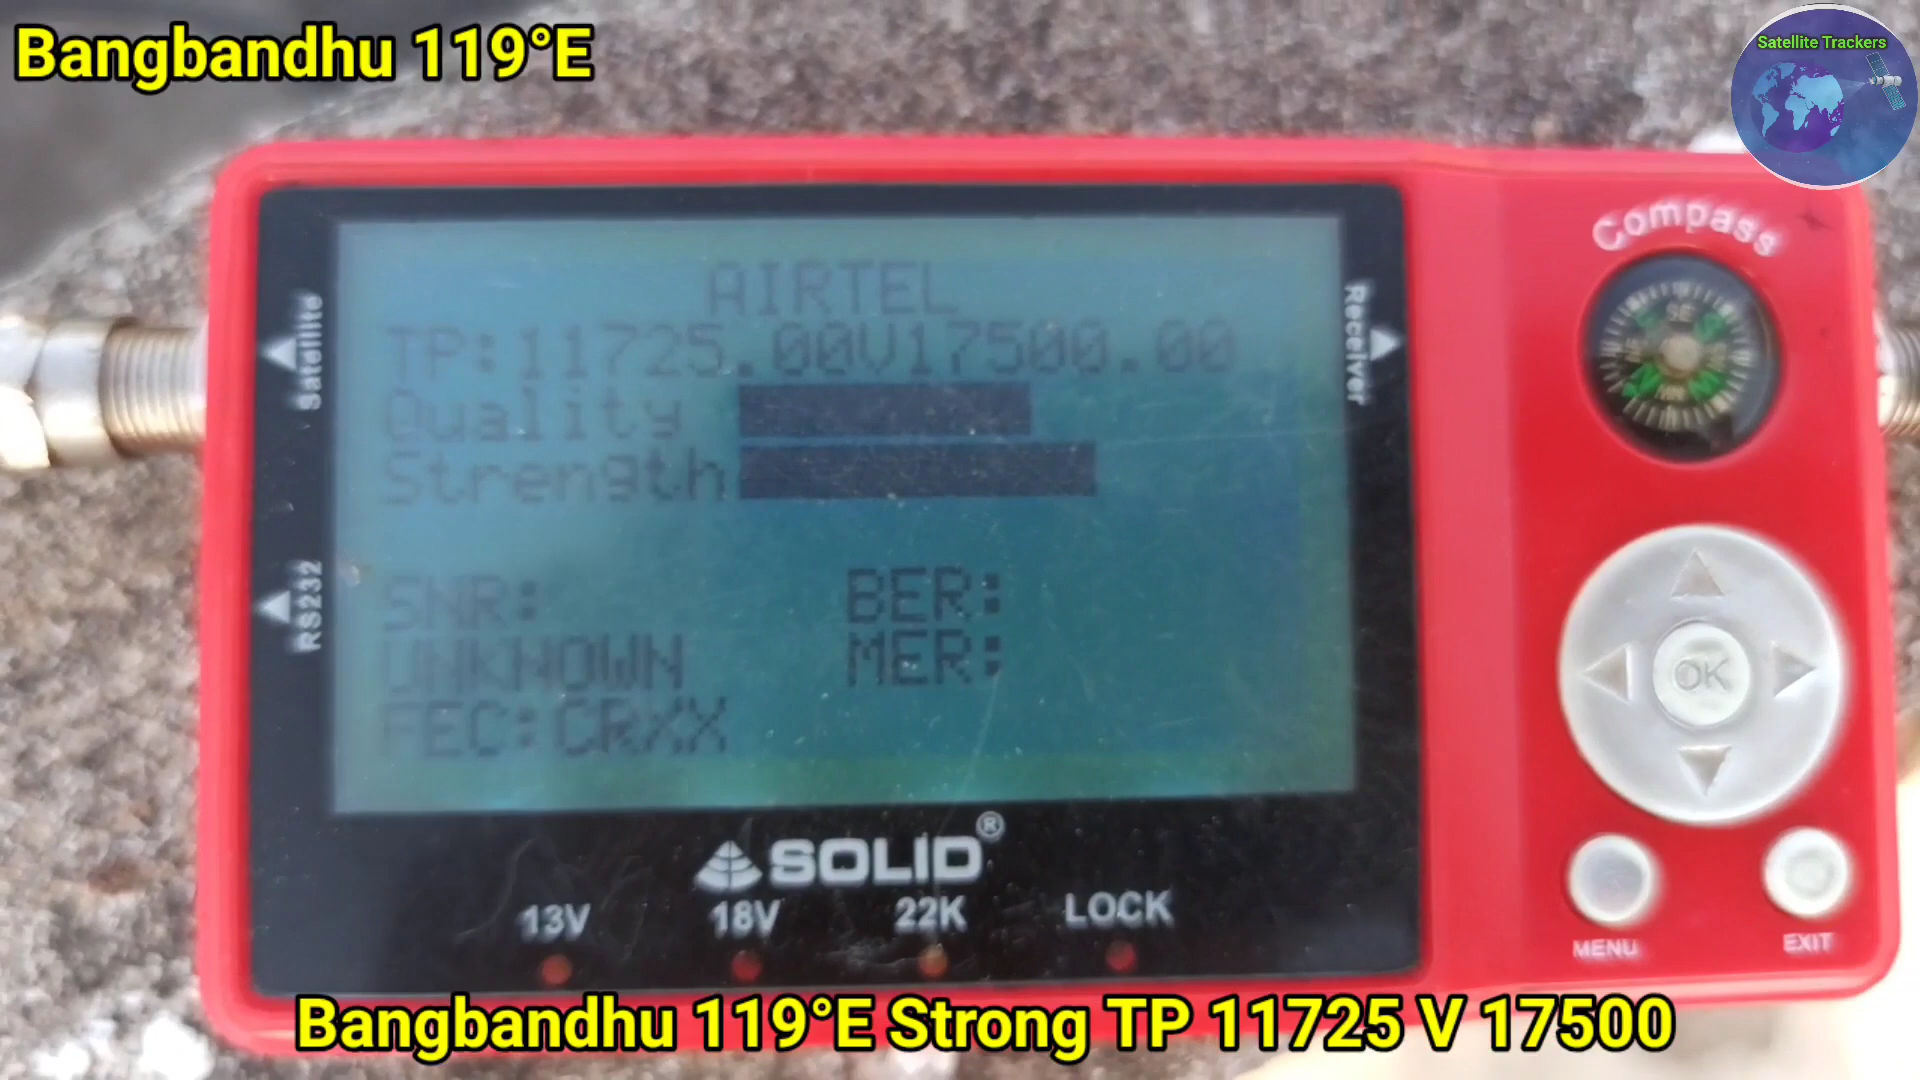 Bangbandhu 119°E
Satellite Trackers
Compass
AIRTEL
TP:11725.00V17500.00
Quality
Strength
SNR:
BER:
UNKNOWN
MER:
FEC:CRXX
Satellite
RS232
Receiver
SE
OK
SOLID®
13V 18V 22K LOCK
MENU
EXIT
Bangbandhu 119°E Strong TP 11725 V 17500